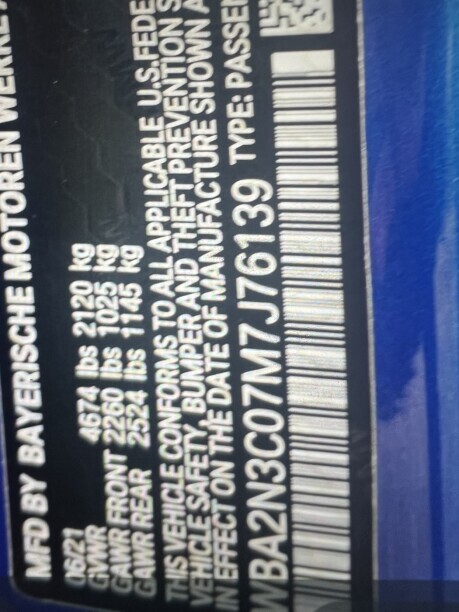 MFD BY BAYERISCHE MOTOREN WERKE
06/21
GVWR 4674 lbs 2120 kg
GAWR FRONT 2260 lbs 1025 kg
GAWR REAR 2524 lbs 1145 kg
THIS VEHICLE CONFORMS TO ALL APPLICABLE U.S. FEDE
VEHICLE SAFETY, BUMPER AND THEFT PREVENTION S
IN EFFECT ON THE DATE OF MANUFACTURE SHOWN A
WBA2N3C07M7J76139 TYPE: PASSE